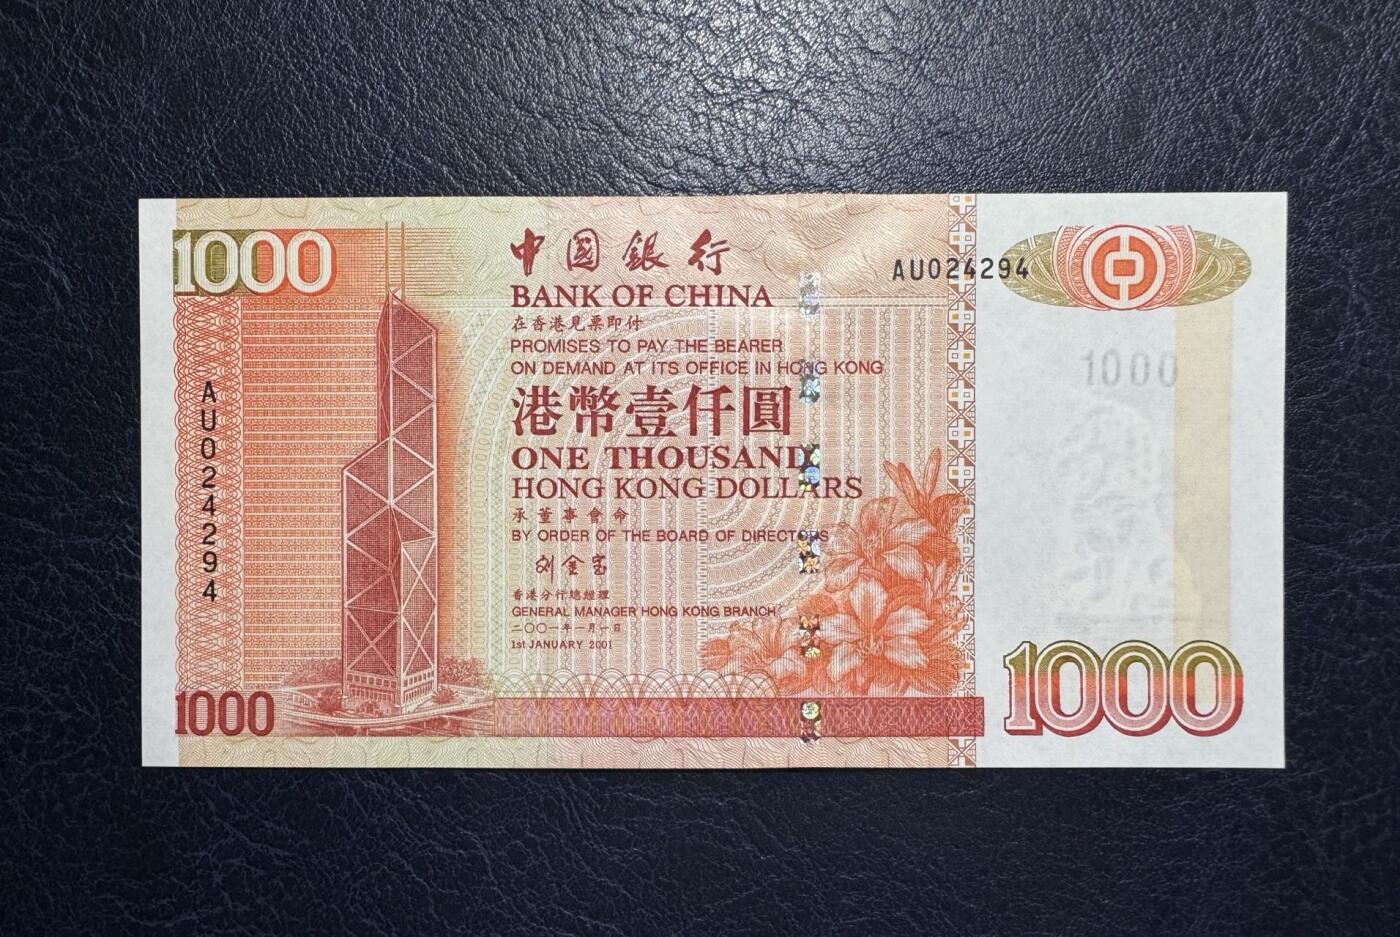 1000
中國銀行
BANK OF CHINA
在香港見票即付
PROMISES TO PAY THE BEARER
ON DEMAND AT ITS OFFICE IN HONG KONG
港幣壹仟圓
ONE THOUSAND
HONG KONG DOLLARS
承董事會命
BY ORDER OF THE BOARD OF DIRECTORS
刘金宝
香港分行總經理
GENERAL MANAGER HONG KONG BRANCH
二〇〇一年一月一日
1st JANUARY 2001
AU024294
AU024294
1000
1000
1000